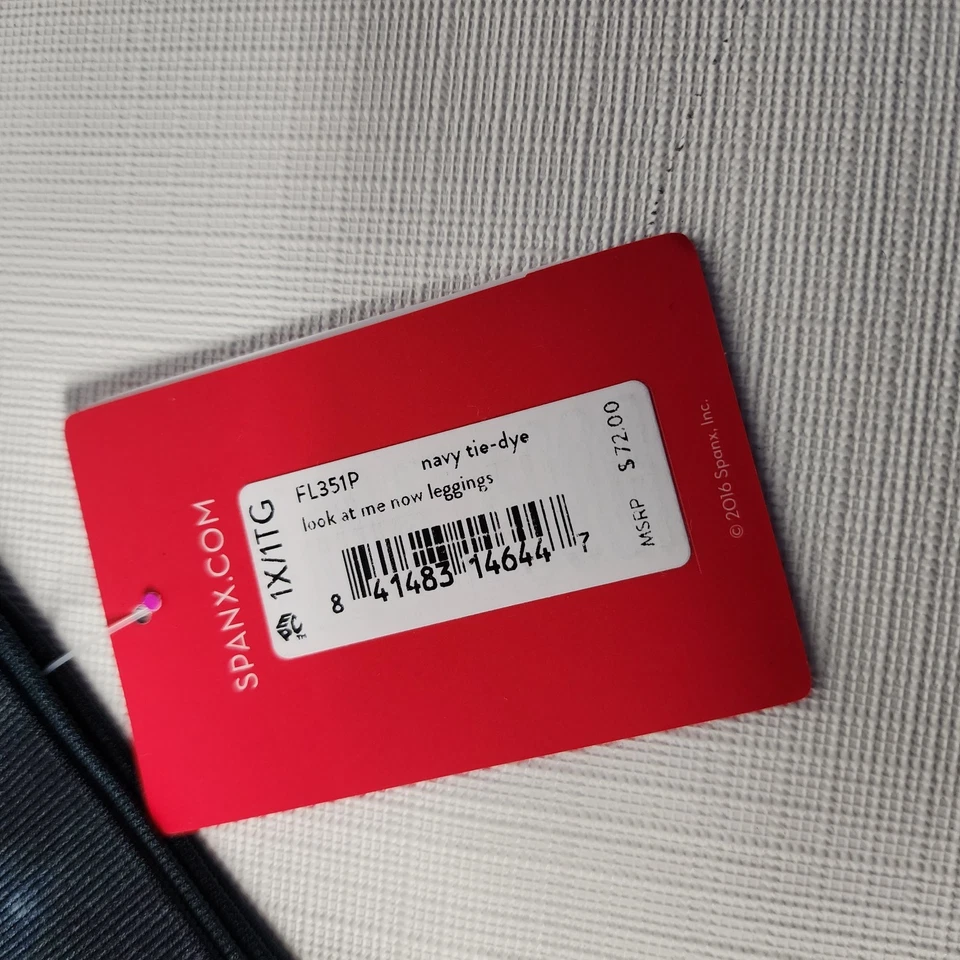 SPANX.COM
1X/1TG
FL351P
navy tie-dye
look at me now leggings
8 41483 14644 7
MSRP $72.00
© 2016 Spanx, Inc.